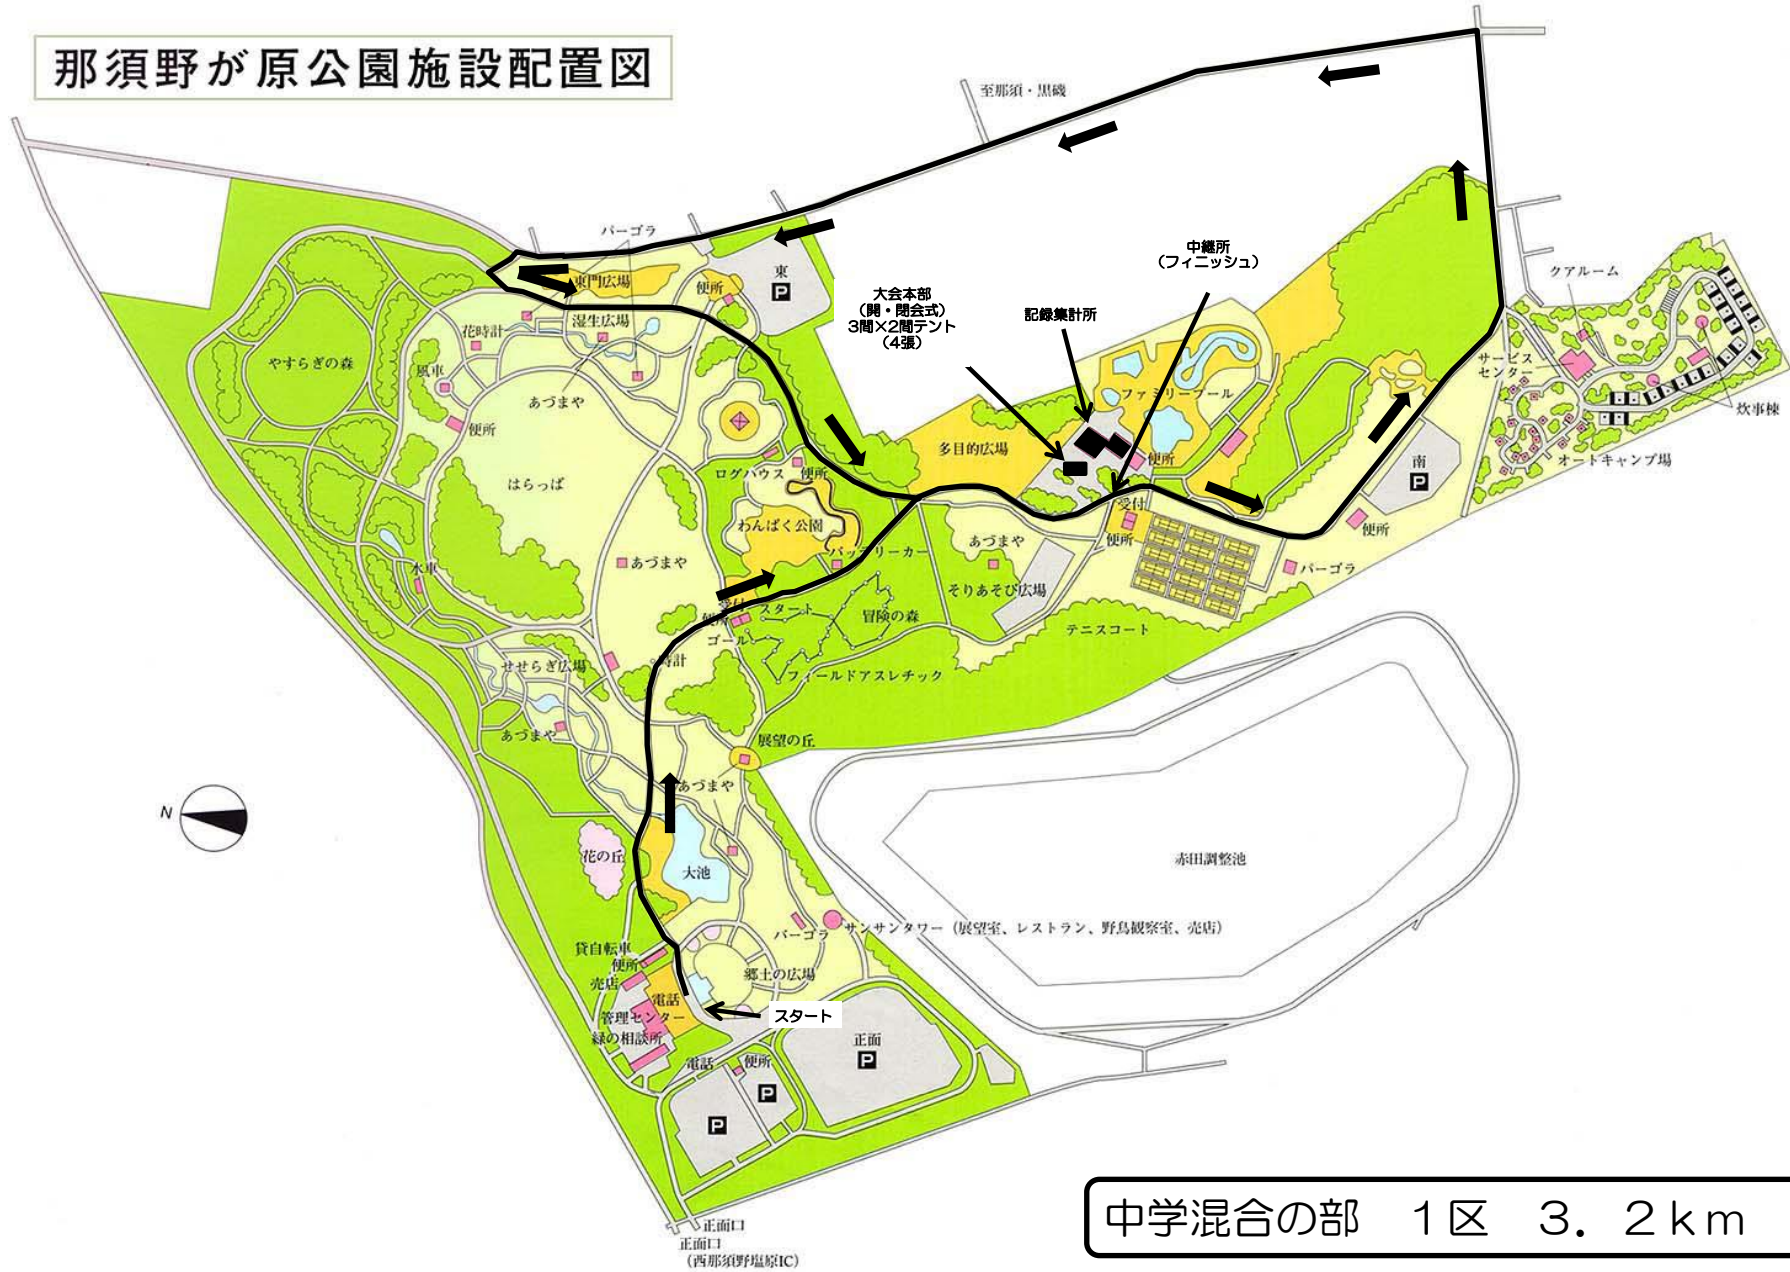 那須野が原公園施設配置図
至那須・黒磯
パーゴラ
中継所
（フィニッシュ）
東
P
東門広場
便所
クアルーム
大会本部
（開・閉会式）
3間×2間テント
（4張）
記録集計所
花時計
湿生広場
やすらぎの森
風車
サービス
センター
あづまや
ファミリープール
炊事棟
便所
多目的広場
便所
南
P
オートキャンプ場
ログハウス
便所
はらっぱ
受付
わんぱく公園
便所
便所
あづまや
バッテリーカー
あづまや
水車
パーゴラ
そりあそび広場
受付
便所
スタート
冒険の森
テニスコート
ゴール
時計
せせらぎ広場
フィールドアスレチック
あづまや
展望の丘
あづまや
N
花の丘
大池
赤田調整池
パーゴラ
サンサンタワー（展望室、レストラン、野鳥観察室、売店）
貸自転車
便所
売店
郷土の広場
電話
管理センター
スタート
緑の相談所
正面
P
電話
便所
P
P
中学混合の部　１区　３．２ｋｍ
正面口
正面口
（西那須野塩原IC）